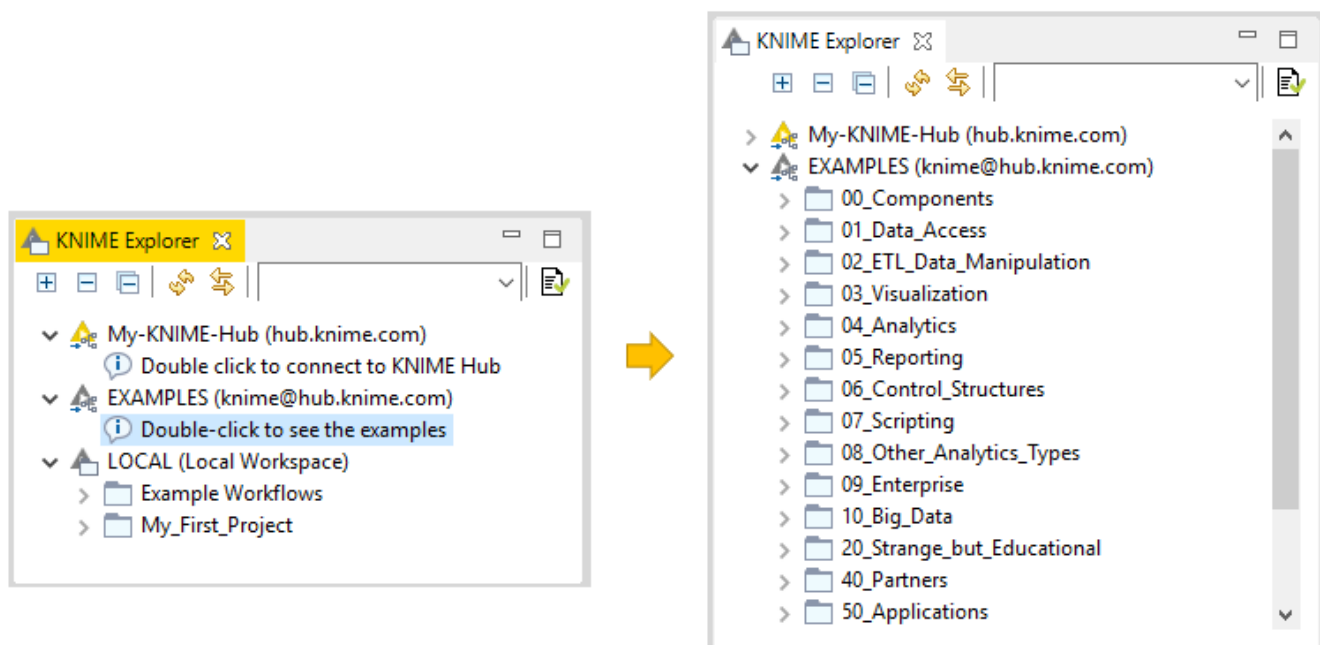 KNIME Explorer
My-KNIME-Hub (hub.knime.com)
Double click to connect to KNIME Hub
EXAMPLES (knime@hub.knime.com)
Double-click to see the examples
LOCAL (Local Workspace)
Example Workflows
My_First_Project
KNIME Explorer
My-KNIME-Hub (hub.knime.com)
EXAMPLES (knime@hub.knime.com)
00_Components
01_Data_Access
02_ETL_Data_Manipulation
03_Visualization
04_Analytics
05_Reporting
06_Control_Structures
07_Scripting
08_Other_Analytics_Types
09_Enterprise
10_Big_Data
20_Strange_but_Educational
40_Partners
50_Applications